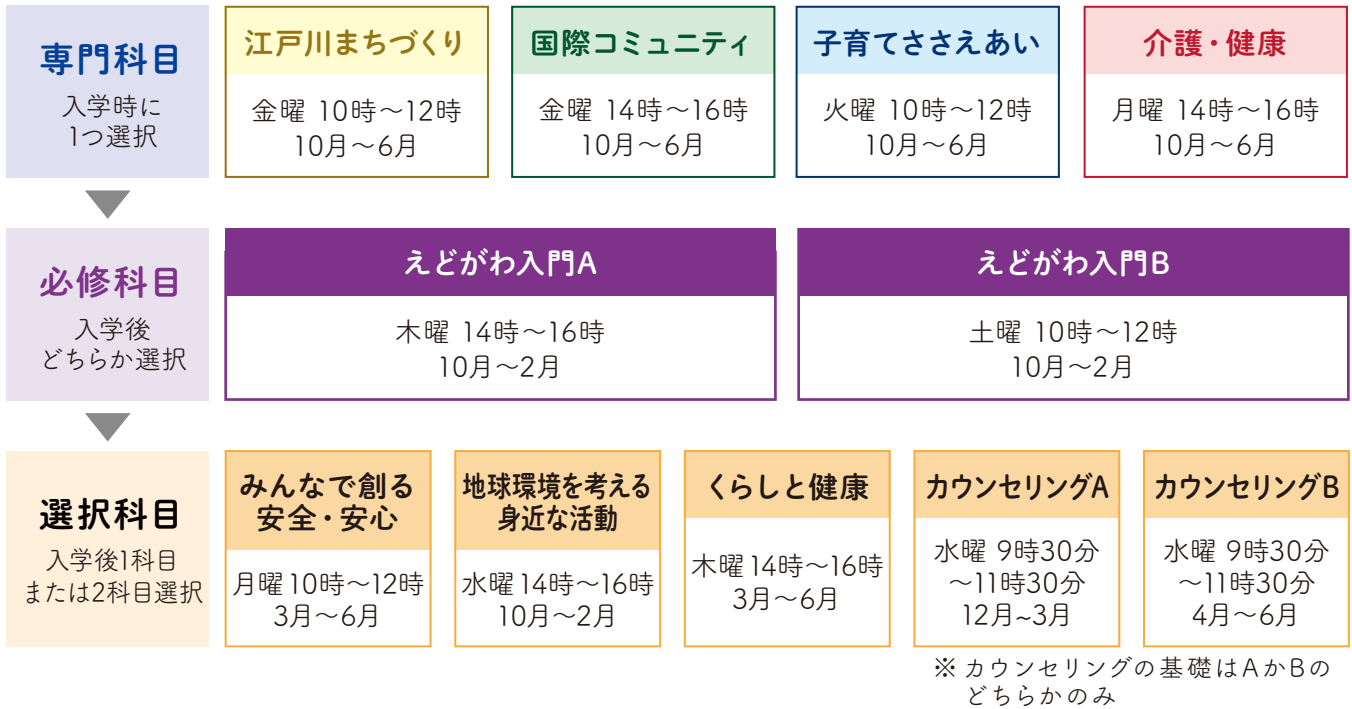 専門科目
入学時に
1つ選択
江戸川まちづくり
金曜 10時～12時
10月～6月
国際コミュニティ
金曜 14時～16時
10月～6月
子育てささえあい
火曜 10時～12時
10月～6月
介護・健康
月曜 14時～16時
10月～6月
必修科目
入学後
どちらか選択
えどがわ入門A
木曜 14時～16時
10月～2月
えどがわ入門B
土曜 10時～12時
10月～2月
選択科目
入学後1科目
または2科目選択
みんなで創る
安全・安心
月曜10時～12時
3月～6月
地球環境を考える
身近な活動
水曜14時～16時
10月～2月
くらしと健康
木曜14時～16時
3月～6月
カウンセリングA
水曜 9時30分
～11時30分
12月~3月
カウンセリングB
水曜 9時30分
～11時30分
4月～6月
※ カウンセリングの基礎はAかBの
どちらかのみ